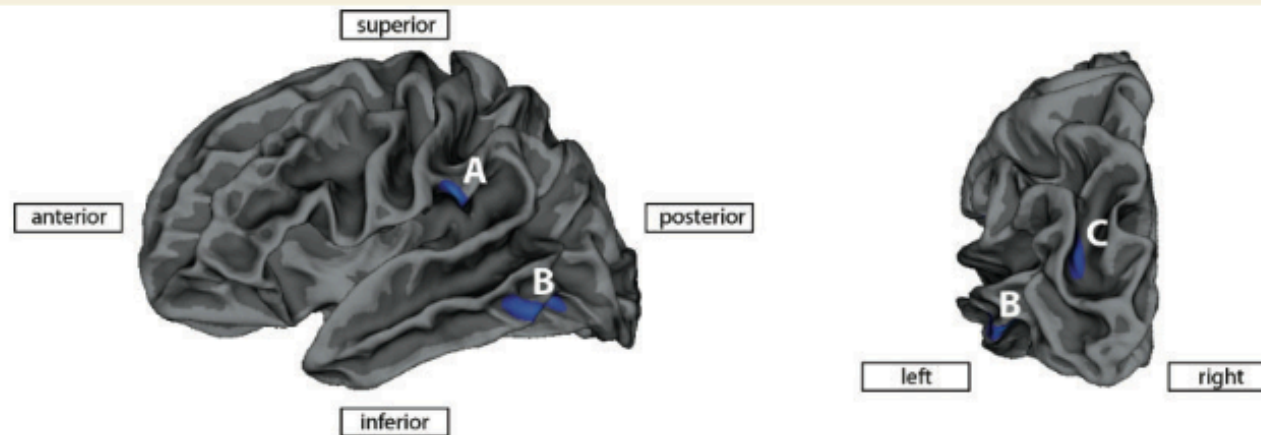 superior
A
anterior
posterior
C
B
B
left
right
inferior